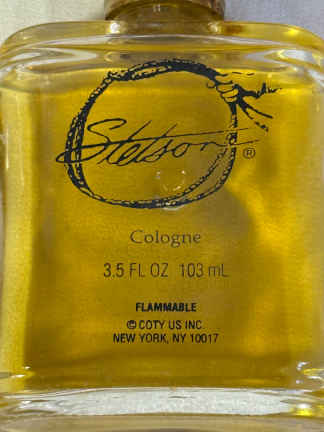 Stetson ®
Cologne
3.5 FL OZ 103 mL
FLAMMABLE
© COTY US INC.
NEW YORK, NY 10017